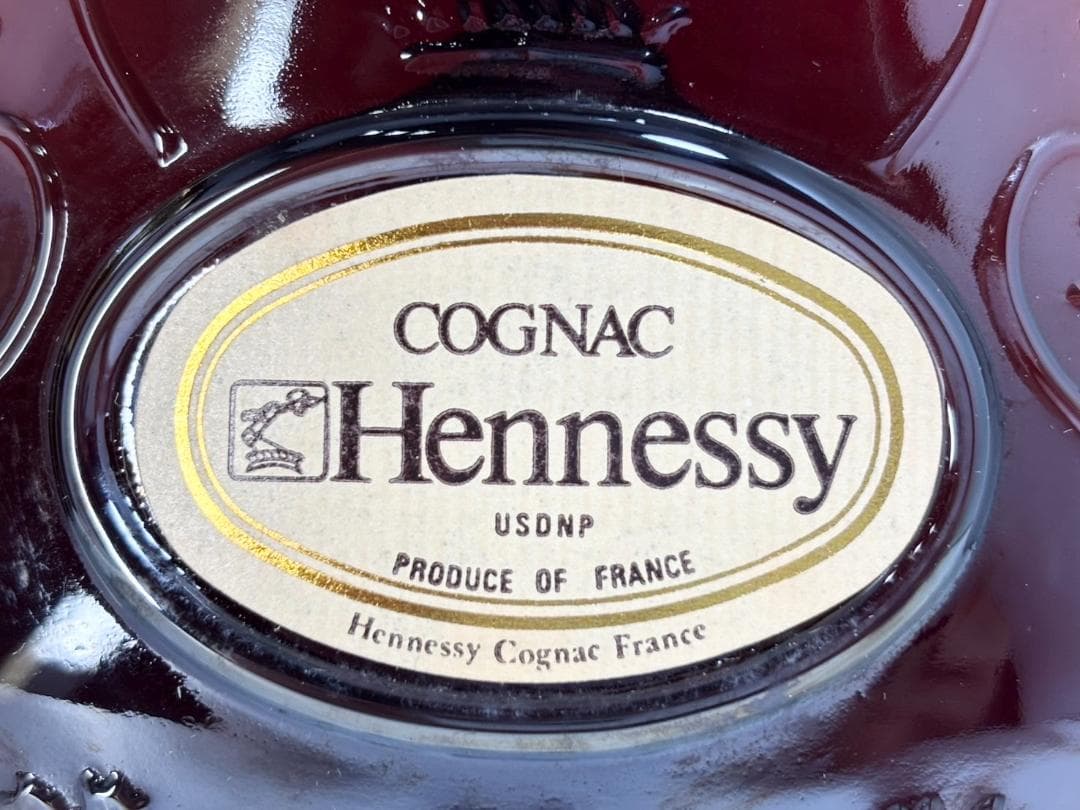 COGNAC
Hennessy
USDNP
PRODUCE OF FRANCE
Hennessy Cognac France